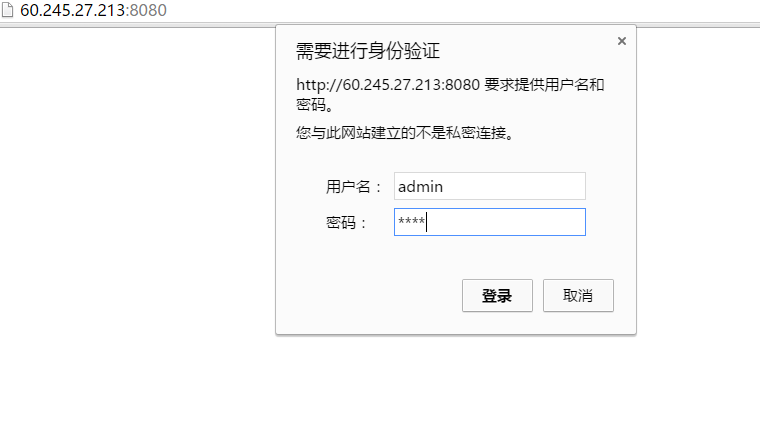 60.245.27.213:8080
需要进行身份验证
×
http://60.245.27.213:8080 要求提供用户名和
密码。
您与此网站建立的不是私密连接。
用户名： admin
密码： ****
登录 取消